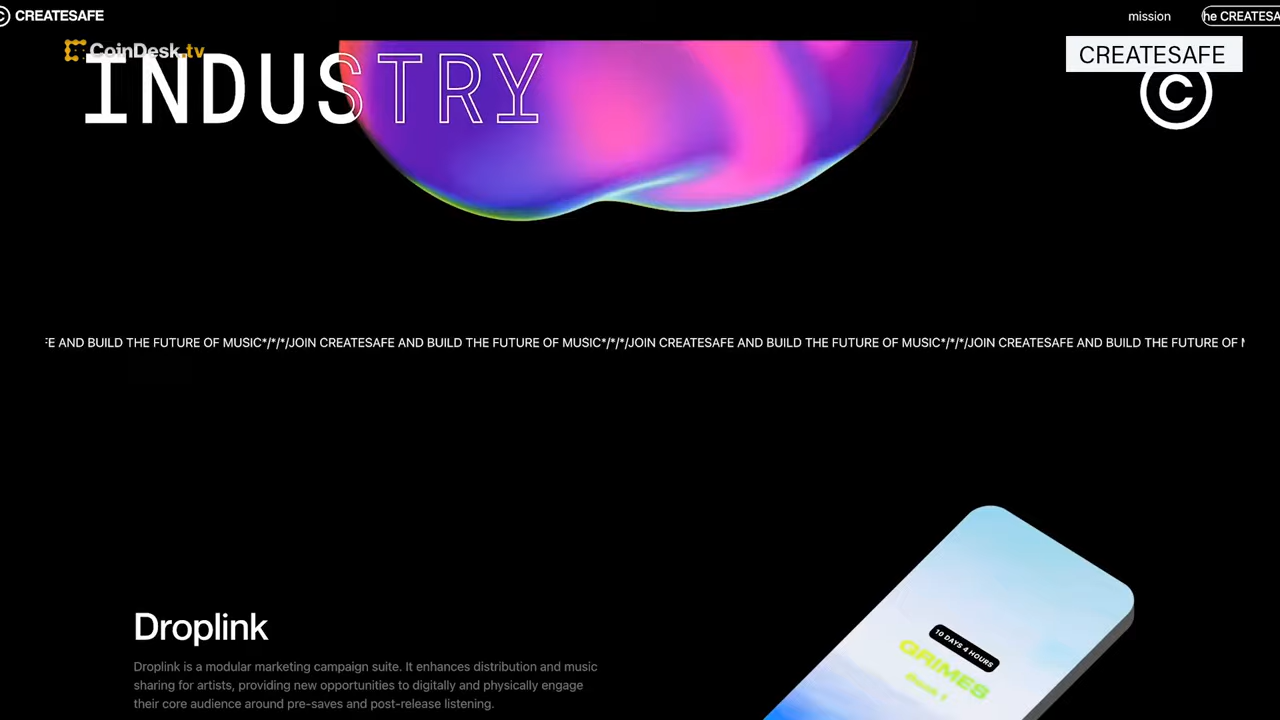 © CREATESAFE
mission
he CREATESA
CoinDesk.tv
CREATESAFE
INDUSTRY
©
E AND BUILD THE FUTURE OF MUSIC*/*/*/JOIN CREATESAFE AND BUILD THE FUTURE OF MUSIC*/*/*/JOIN CREATESAFE AND BUILD THE FUTURE OF MUSIC*/*/*/JOIN CREATESAFE AND BUILD THE FUTURE OF
10 DAYS 4 HOURS
GRIMES
Book 1
Droplink
Droplink is a modular marketing campaign suite. It enhances distribution and music
sharing for artists, providing new opportunities to digitally and physically engage
their core audience around pre-saves and post-release listening.